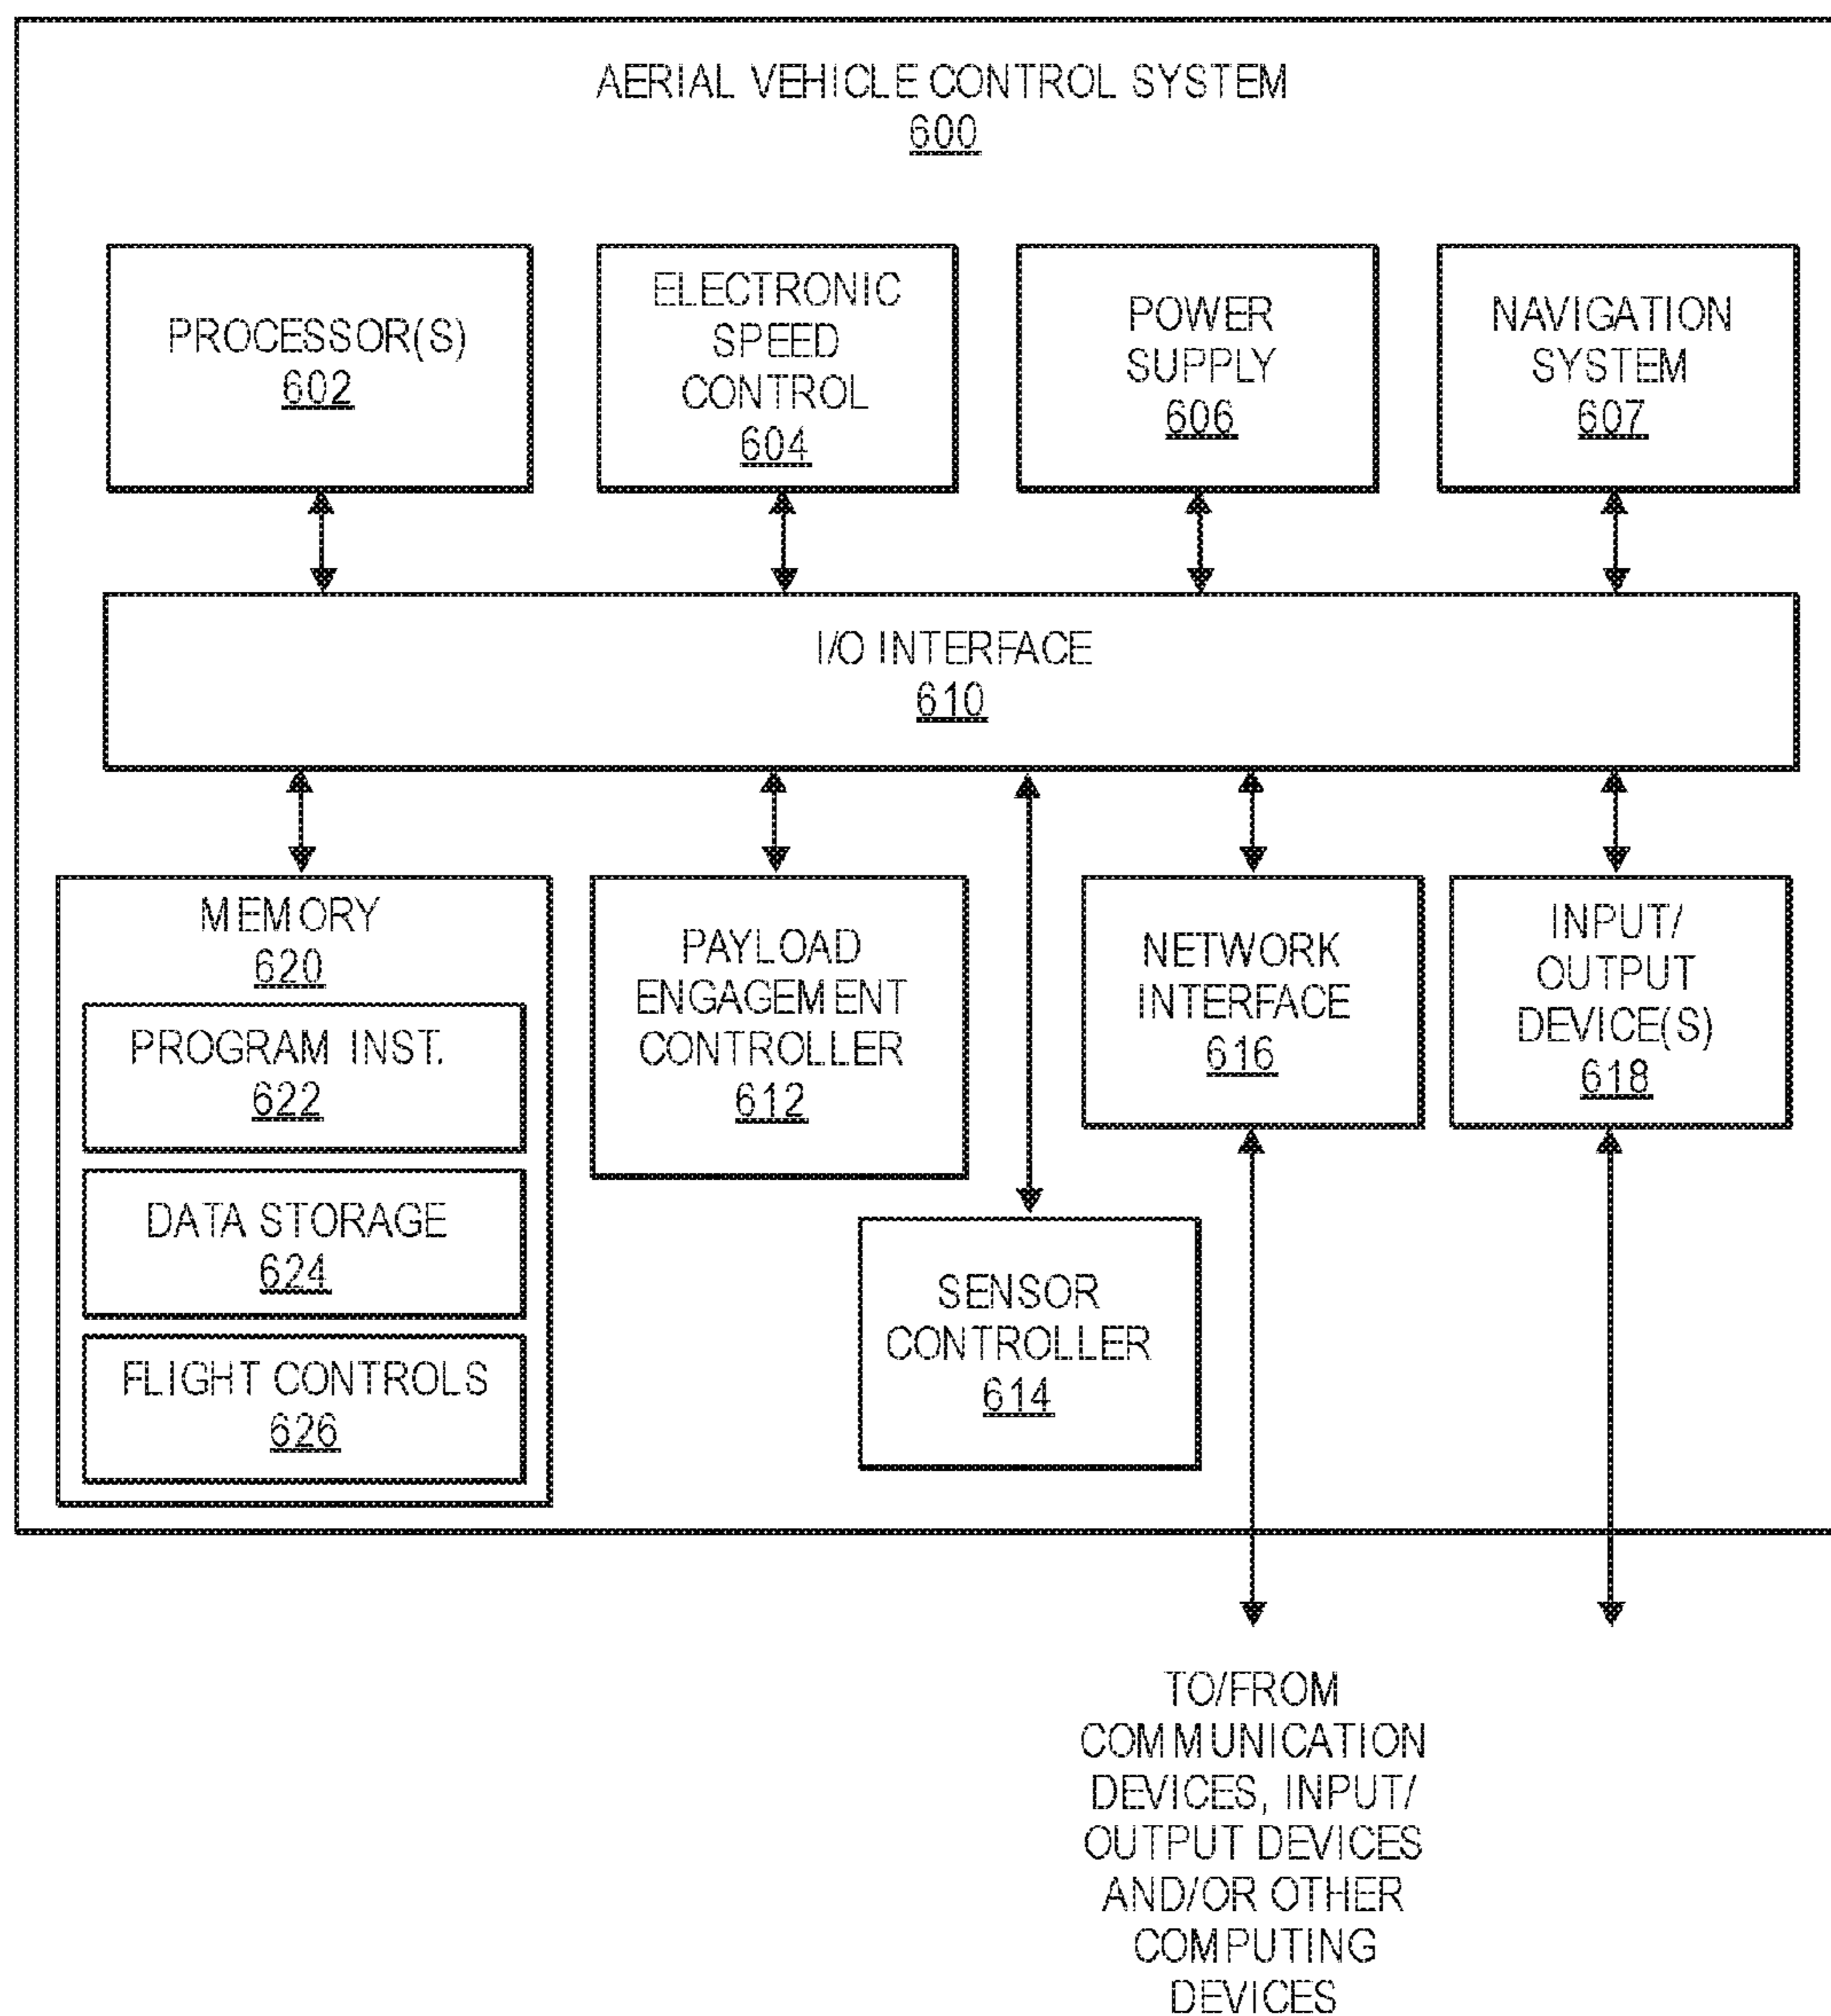 AERIAL VEHICLE CONTROL SYSTEM
600
PROCESSOR(S)
602
ELECTRONIC
SPEED
CONTROL
604
POWER
SUPPLY
606
NAVIGATION
SYSTEM
607
I/O INTERFACE
610
MEMORY
620
PROGRAM INST.
622
DATA STORAGE
624
FLIGHT CONTROLS
626
PAYLOAD
ENGAGEMENT
CONTROLLER
612
SENSOR
CONTROLLER
614
NETWORK
INTERFACE
616
INPUT/
OUTPUT
DEVICE(S)
618
TO/FROM
COMMUNICATION
DEVICES, INPUT/
OUTPUT DEVICES
AND/OR OTHER
COMPUTING
DEVICES